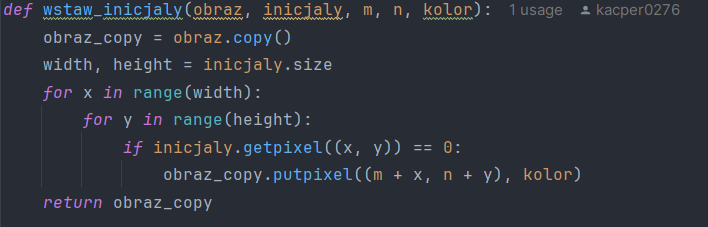 def wstaw_inicjaly(obraz, inicjaly, m, n, kolor): 1 usage kacper0276
    obraz_copy = obraz.copy()
    width, height = inicjaly.size
    for x in range(width):
        for y in range(height):
            if inicjaly.getpixel((x, y)) == 0:
                obraz_copy.putpixel((m + x, n + y), kolor)
    return obraz_copy